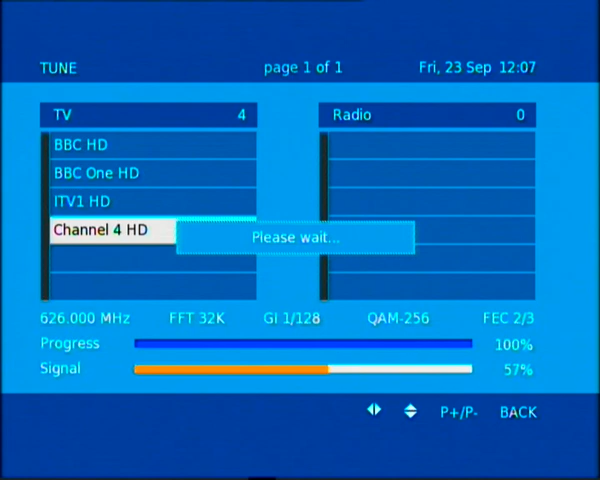 TUNE page 1 of 1 Fri, 23 Sep 12:07
TV 4 Radio 0
BBC HD
BBC One HD
ITV1 HD
Channel 4 HD
Please wait...
626.000 MHz FFT 32K GI 1/128 QAM-256 FEC 2/3
Progress 100%
Signal 57%
P+/P- BACK